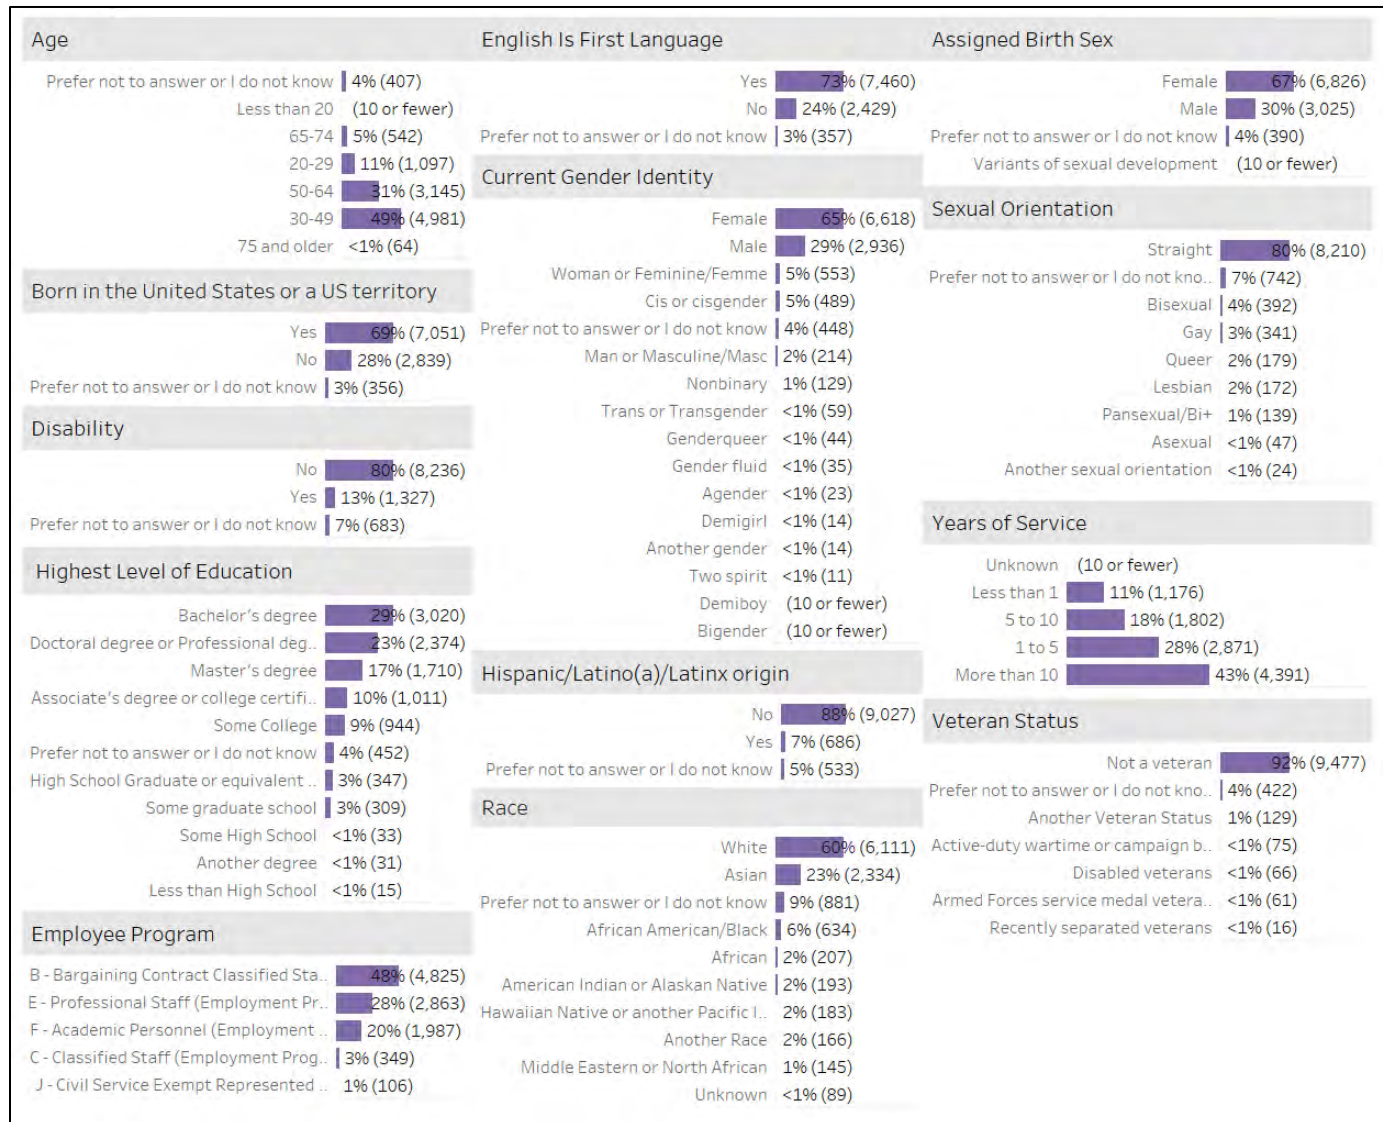 Age
Prefer not to answer or I do not know 4% (407)
Less than 20 (10 or fewer)
65-74 5% (542)
20-29 11% (1,097)
50-64 31% (3,145)
30-49 49% (4,981)
75 and older <1% (64)
Born in the United States or a US territory
Yes 69% (7,051)
No 28% (2,839)
Prefer not to answer or I do not know 3% (356)
Disability
No 80% (8,236)
Yes 13% (1,327)
Prefer not to answer or I do not know 7% (683)
Highest Level of Education
Bachelor's degree 29% (3,020)
Doctoral degree or Professional deg.. 23% (2,374)
Master's degree 17% (1,710)
Associate's degree or college certifi.. 10% (1,011)
Some College 9% (944)
Prefer not to answer or I do not know 4% (452)
High School Graduate or equivalent .. 3% (347)
Some graduate school 3% (309)
Some High School <1% (33)
Another degree <1% (31)
Less than High School <1% (15)
Employee Program
B - Bargaining Contract Classified Sta.. 48% (4,825)
E - Professional Staff (Employment Pr.. 28% (2,863)
F - Academic Personnel (Employment .. 20% (1,987)
C - Classified Staff (Employment Prog.. 3% (349)
J - Civil Service Exempt Represented .. 1% (106)
English Is First Language
Yes 73% (7,460)
No 24% (2,429)
Prefer not to answer or I do not know 3% (357)
Current Gender Identity
Female 65% (6,618)
Male 29% (2,936)
Woman or Feminine/Femme 5% (553)
Cis or cisgender 5% (489)
Prefer not to answer or I do not know 4% (448)
Man or Masculine/Masc 2% (214)
Nonbinary 1% (129)
Trans or Transgender <1% (59)
Genderqueer <1% (44)
Gender fluid <1% (35)
Agender <1% (23)
Demigirl <1% (14)
Another gender <1% (14)
Two spirit <1% (11)
Demiboy (10 or fewer)
Bigender (10 or fewer)
Hispanic/Latino(a)/Latinx origin
No 88% (9,027)
Yes 7% (686)
Prefer not to answer or I do not know 5% (533)
Race
White 60% (6,111)
Asian 23% (2,334)
Prefer not to answer or I do not know 9% (881)
African American/Black 6% (634)
African 2% (207)
American Indian or Alaskan Native 2% (193)
Hawaiian Native or another Pacific I.. 2% (183)
Another Race 2% (166)
Middle Eastern or North African 1% (145)
Unknown <1% (89)
Assigned Birth Sex
Female 67% (6,826)
Male 30% (3,025)
Prefer not to answer or I do not know 4% (390)
Variants of sexual development (10 or fewer)
Sexual Orientation
Straight 80% (8,210)
Prefer not to answer or I do not kno.. 7% (742)
Bisexual 4% (392)
Gay 3% (341)
Queer 2% (179)
Lesbian 2% (172)
Pansexual/Bi+ 1% (139)
Asexual <1% (47)
Another sexual orientation <1% (24)
Years of Service
Unknown (10 or fewer)
Less than 1 11% (1,176)
5 to 10 18% (1,802)
1 to 5 28% (2,871)
More than 10 43% (4,391)
Veteran Status
Not a veteran 92% (9,477)
Prefer not to answer or I do not kno.. 4% (422)
Another Veteran Status 1% (129)
Active-duty wartime or campaign b.. <1% (75)
Disabled veterans <1% (66)
Armed Forces service medal vetera.. <1% (61)
Recently separated veterans <1% (16)